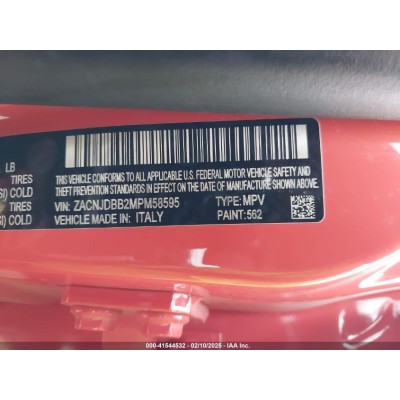 LB
TIRES
SI) COLD
TIRES
SI) COLD
THIS VEHICLE CONFORMS TO ALL APPLICABLE U.S. FEDERAL MOTOR VEHICLE SAFETY AND
THEFT PREVENTION STANDARDS IN EFFECT ON THE DATE OF MANUFACTURE SHOWN ABOVE.
VIN: ZACNJDBB2MPM58595 TYPE: MPV
VEHICLE MADE IN: ITALY PAINT: 562
000-41544532 - 02/10/2025 - IAA Inc.